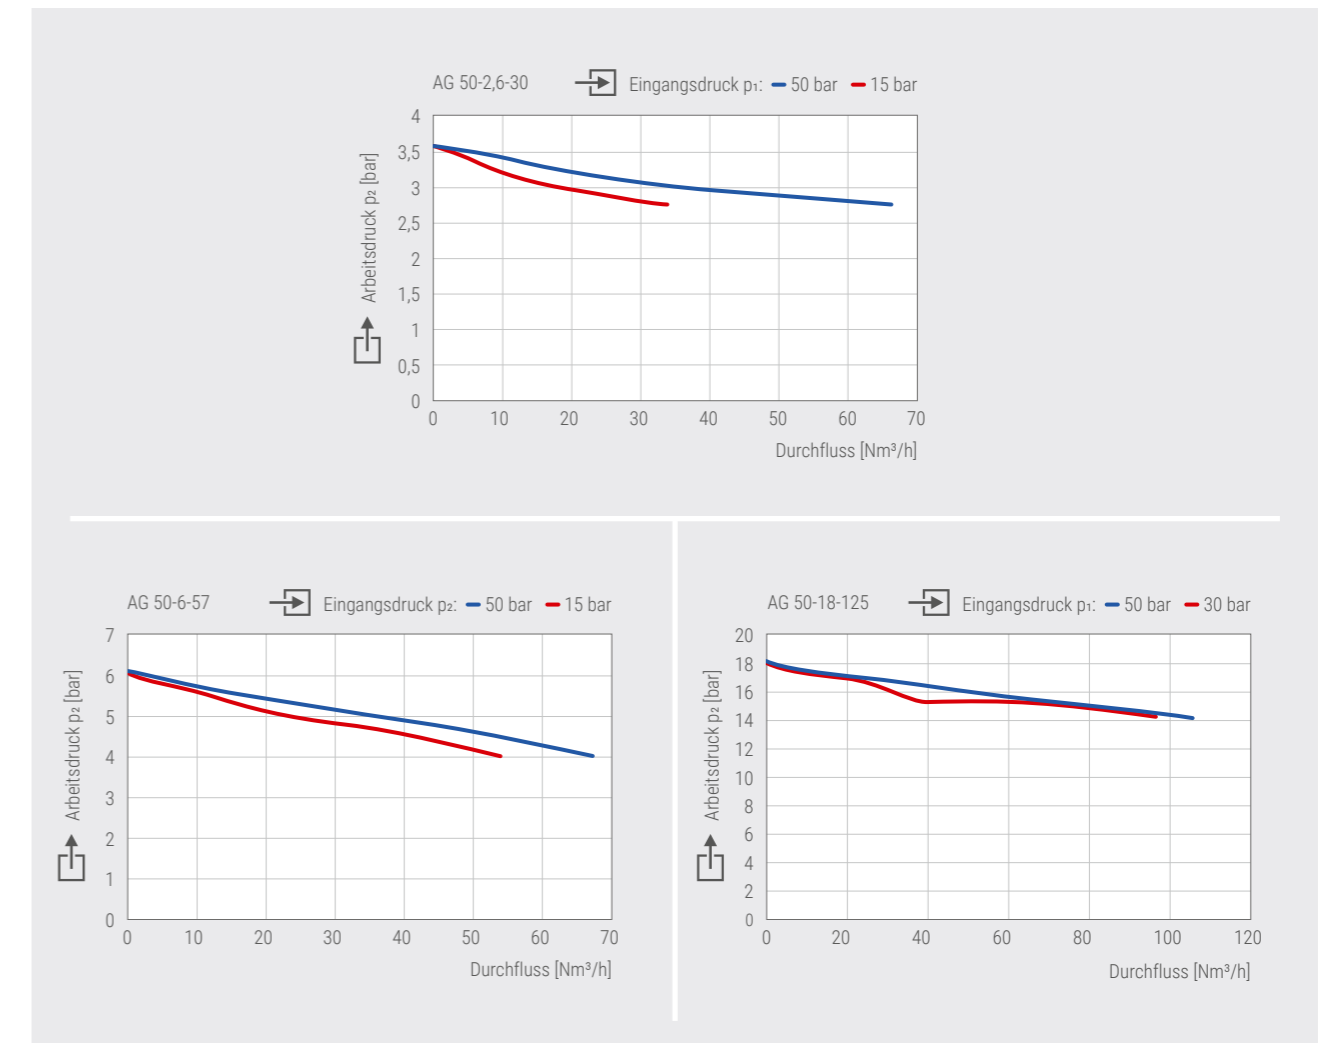 AG 50-2,6-30 Eingangsdruck p₁: 50 bar 15 bar
4
3,5
3
2,5
2
1,5
1
0,5
0
Arbeitsdruck p₂ [bar]
0 10 20 30 40 50 60 70
Durchfluss [Nm³/h]
AG 50-6-57 Eingangsdruck p₂: 50 bar 15 bar
7
6
5
4
3
2
1
0
Arbeitsdruck p₂ [bar]
0 10 20 30 40 50 60 70
Durchfluss [Nm³/h]
AG 50-18-125 Eingangsdruck p₁: 50 bar 30 bar
20
18
16
14
12
10
8
6
4
2
0
Arbeitsdruck p₂ [bar]
0 20 40 60 80 100 120
Durchfluss [Nm³/h]